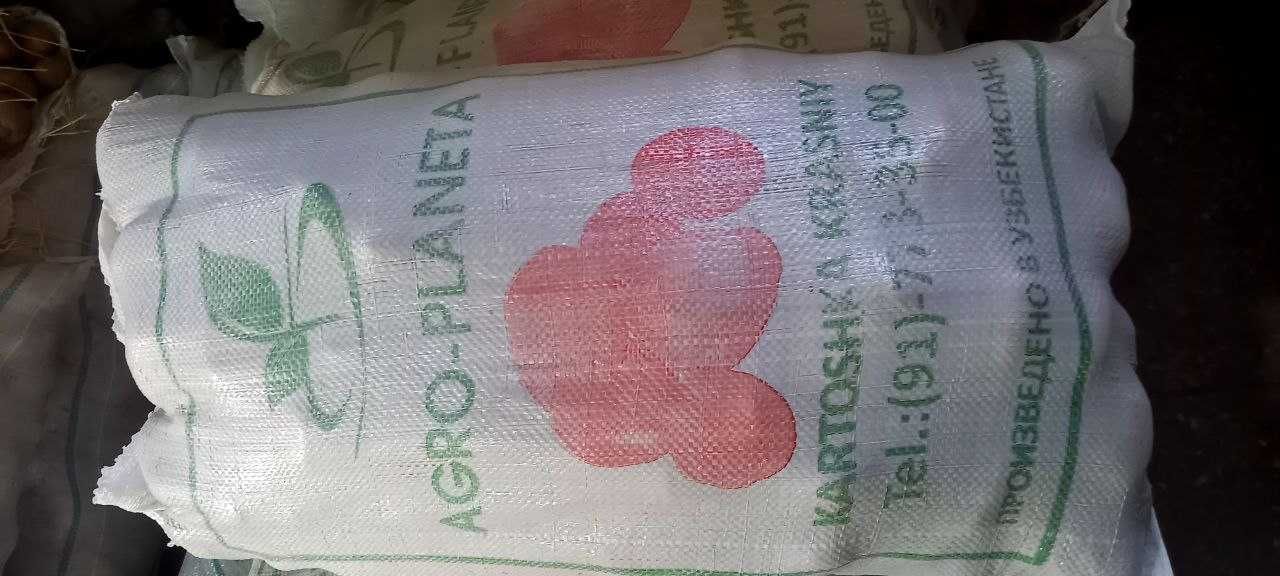 AGRO-PLANETA
KARTOSHKA KRASNIY
Tel.:(91)-773-35-00
ПРОИЗВЕДЕНО В УЗБЕКИСТАНЕ